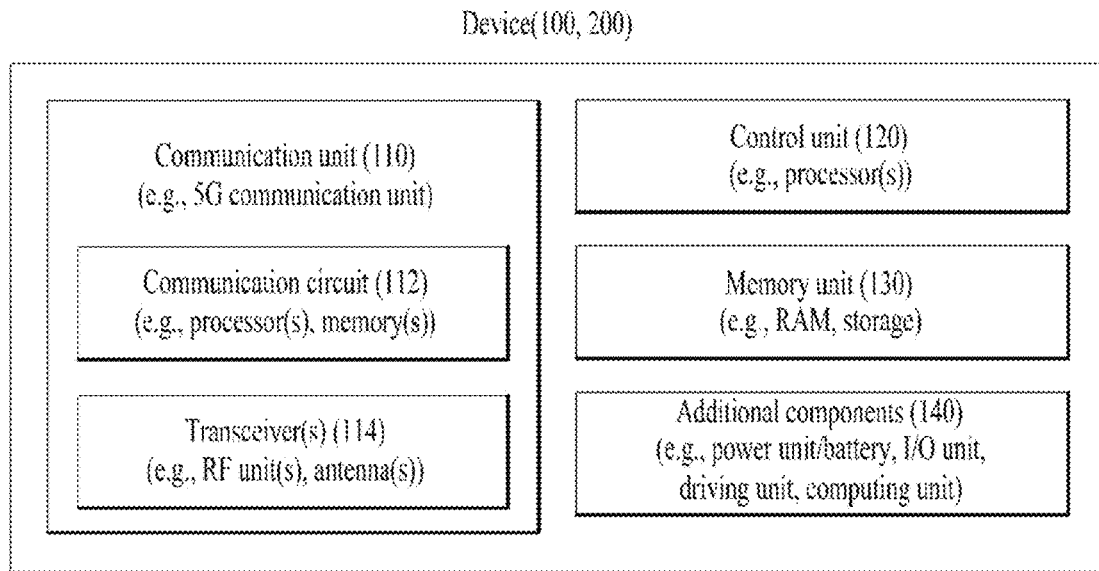 Device(100, 200)
Communication unit (110)
(e.g., 5G communication unit)
Communication circuit (112)
(e.g., processor(s), memory(s))
Transceiver(s) (114)
(e.g., RF unit(s), antenna(s))
Control unit (120)
(e.g., processor(s))
Memory unit (130)
(e.g., RAM, storage)
Additional components (140)
(e.g., power unit/battery, I/O unit,
driving unit, computing unit)